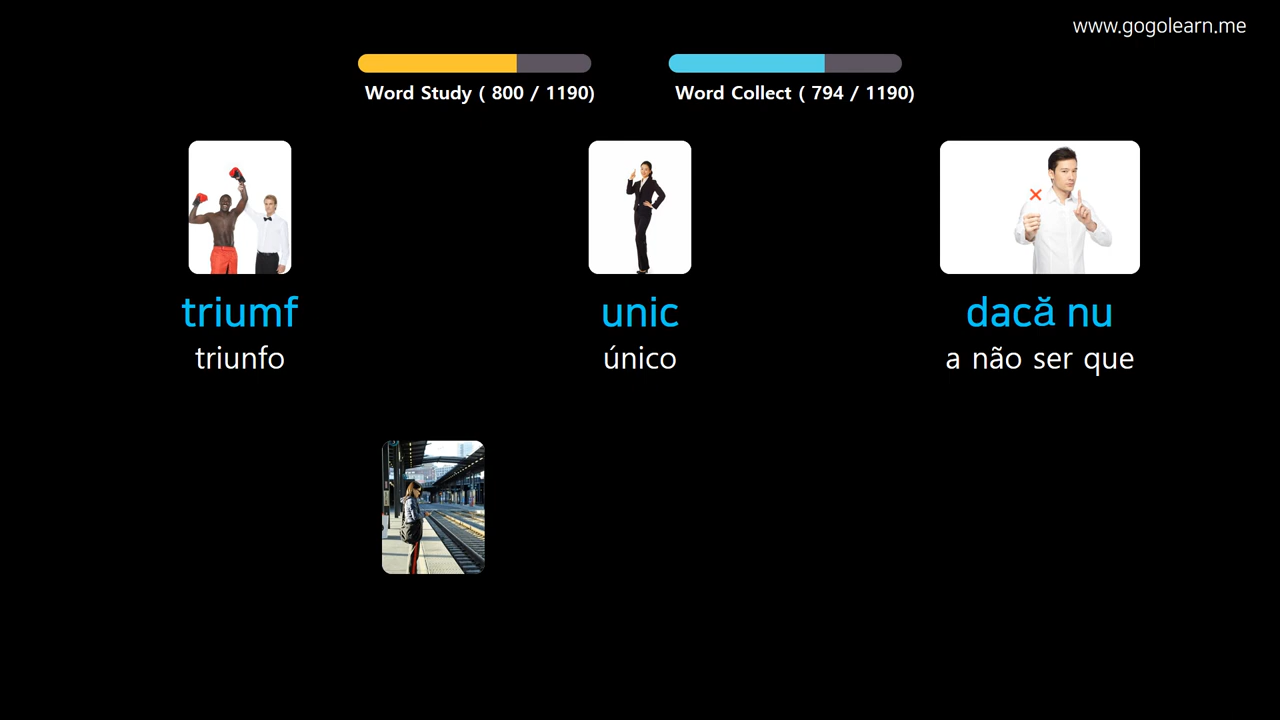 www.gogolearn.me
Word Study ( 800 / 1190)
Word Collect ( 794 / 1190)
triumf
triunfo
unic
único
dacă nu
a não ser que